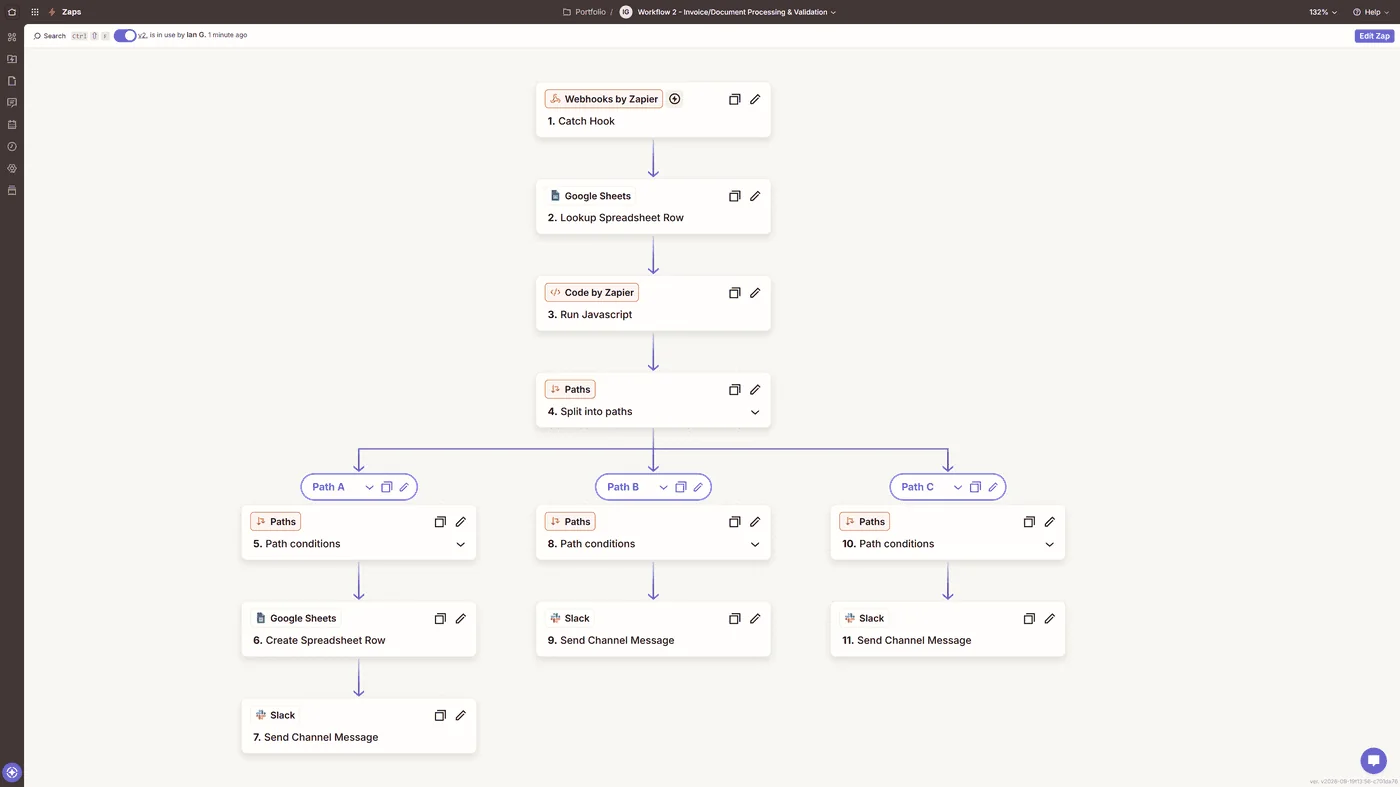 Zaps
Portfolio / IG Workflow 2 - Invoice/Document Processing & Validation
132%
Help
Search Ctrl ⇧ F
v2. is in use by Ian G. 1 minute ago
Edit Zap
Webhooks by Zapier
1. Catch Hook
Google Sheets
2. Lookup Spreadsheet Row
Code by Zapier
3. Run Javascript
Paths
4. Split into paths
Path A
Path B
Path C
Paths
5. Path conditions
Paths
8. Path conditions
Paths
10. Path conditions
Google Sheets
6. Create Spreadsheet Row
Slack
9. Send Channel Message
Slack
11. Send Channel Message
Slack
7. Send Channel Message